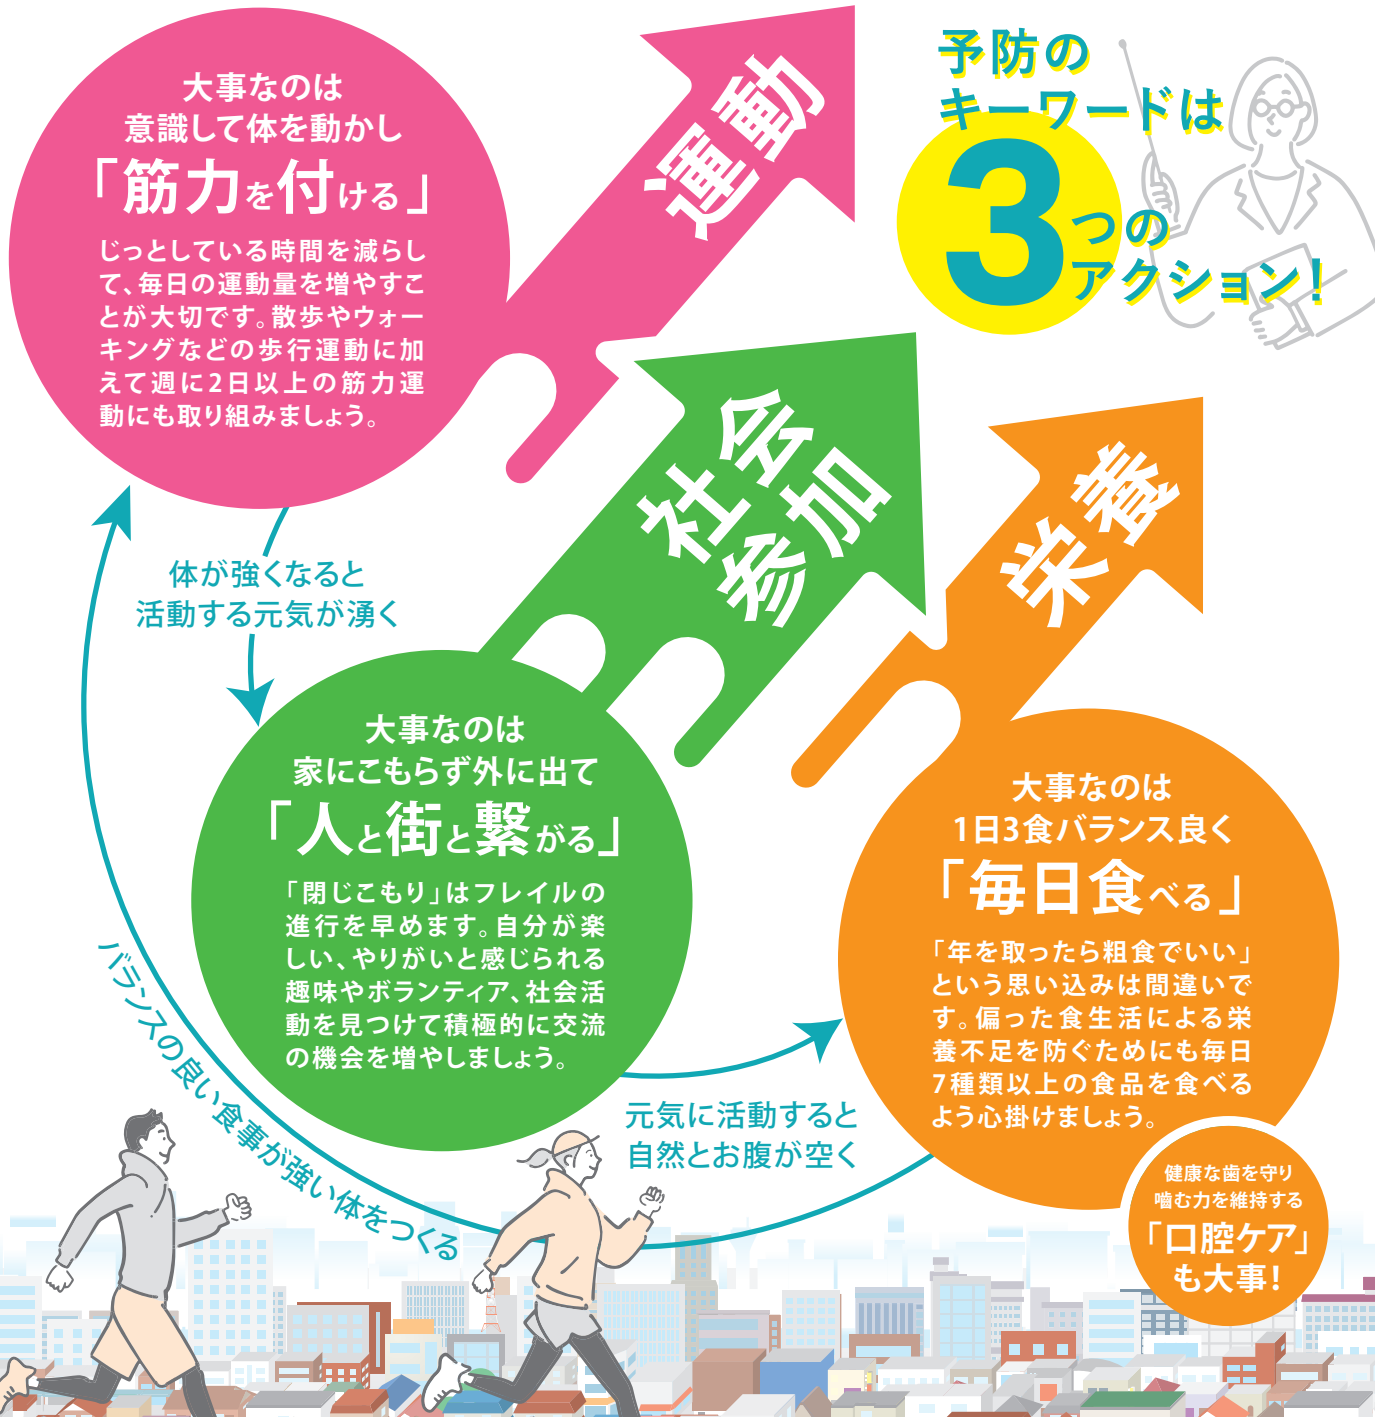 予防の
キーワードは
3つの
アクション！
運動
大事なのは
意識して体を動かし
「筋力を付ける」
じっとしている時間を減らし
て、毎日の運動量を増やすこ
とが大切です。散歩やウォー
キングなどの歩行運動に加
えて週に2日以上の筋力運
動にも取り組みましょう。
体が強くなると
活動する元気が湧く
社会
参加
大事なのは
家にこもらず外に出て
「人と街と繋がる」
「閉じこもり」はフレイルの
進行を早めます。自分が楽
しい、やりがいと感じられる
趣味やボランティア、社会活
動を見つけて積極的に交流
の機会を増やしましょう。
元気に活動すると
自然とお腹が空く
栄養
大事なのは
1日3食バランス良く
「毎日食べる」
「年を取ったら粗食でいい」
という思い込みは間違いで
す。偏った食生活による栄
養不足を防ぐためにも毎日
7種類以上の食品を食べる
よう心掛けましょう。
健康な歯を守り
噛む力を維持する
「口腔ケア」
も大事！
バランスの良い食事が強い体をつくる